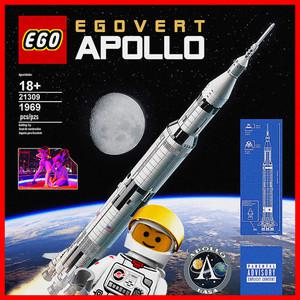 EGO
EGOVERT
APOLLO
18+
21309
1969
pcs/pzs
APOLLO
PARENTAL
ADVISORY
EXPLICIT CONTENT